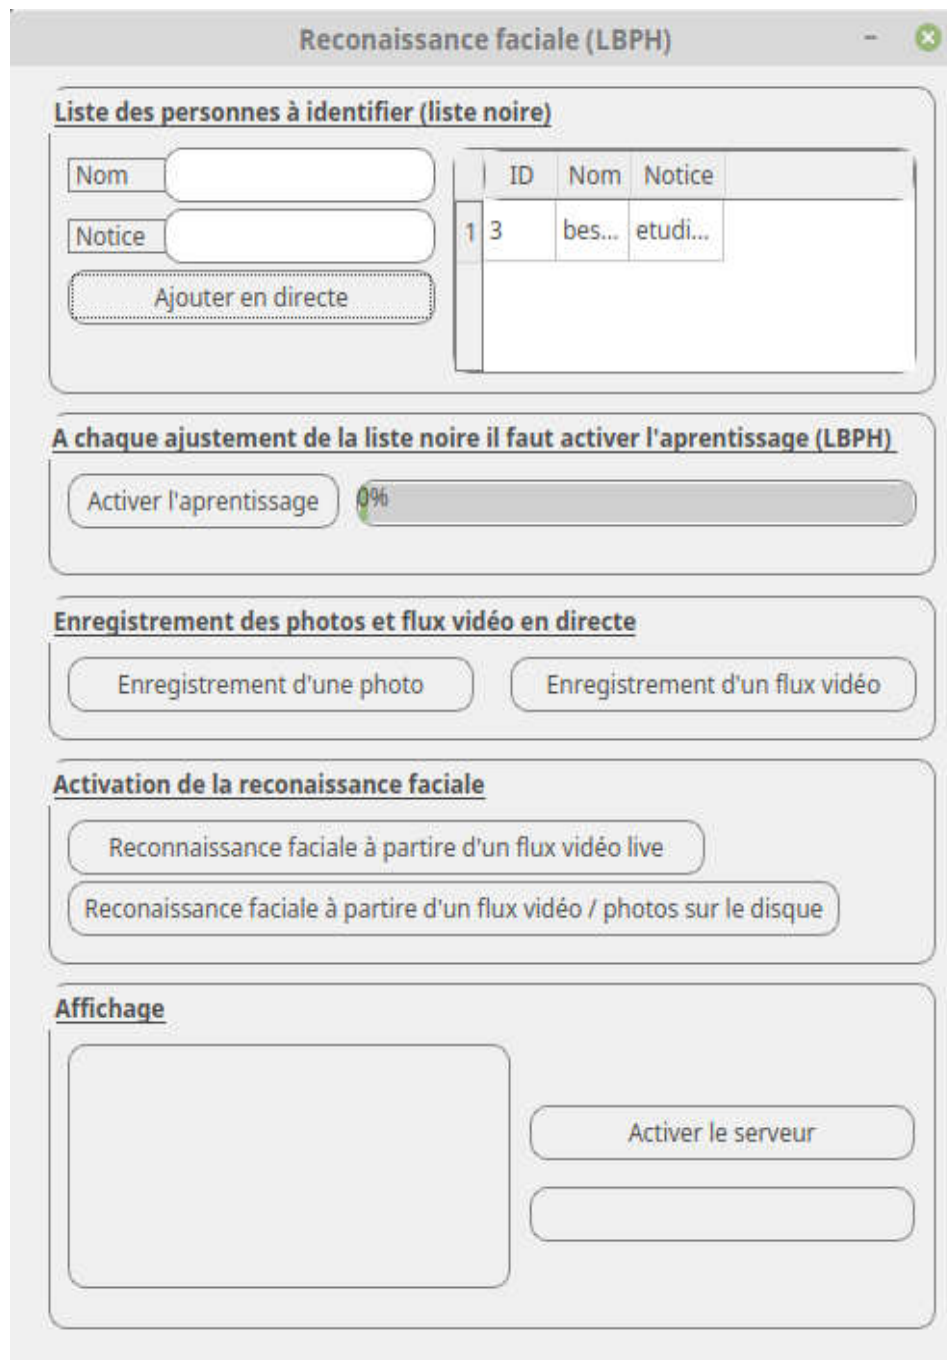 Reconaissance faciale (LBPH)
Liste des personnes à identifier (liste noire)
Nom
Notice
Ajouter en directe
ID Nom Notice
1 3 bes... etudi...
A chaque ajustement de la liste noire il faut activer l'aprentissage (LBPH)
Activer l'aprentissage
0%
Enregistrement des photos et flux vidéo en directe
Enregistrement d'une photo
Enregistrement d'un flux vidéo
Activation de la reconaissance faciale
Reconnaissance faciale à partire d'un flux vidéo live
Reconaissance faciale à partire d'un flux vidéo / photos sur le disque
Affichage
Activer le serveur